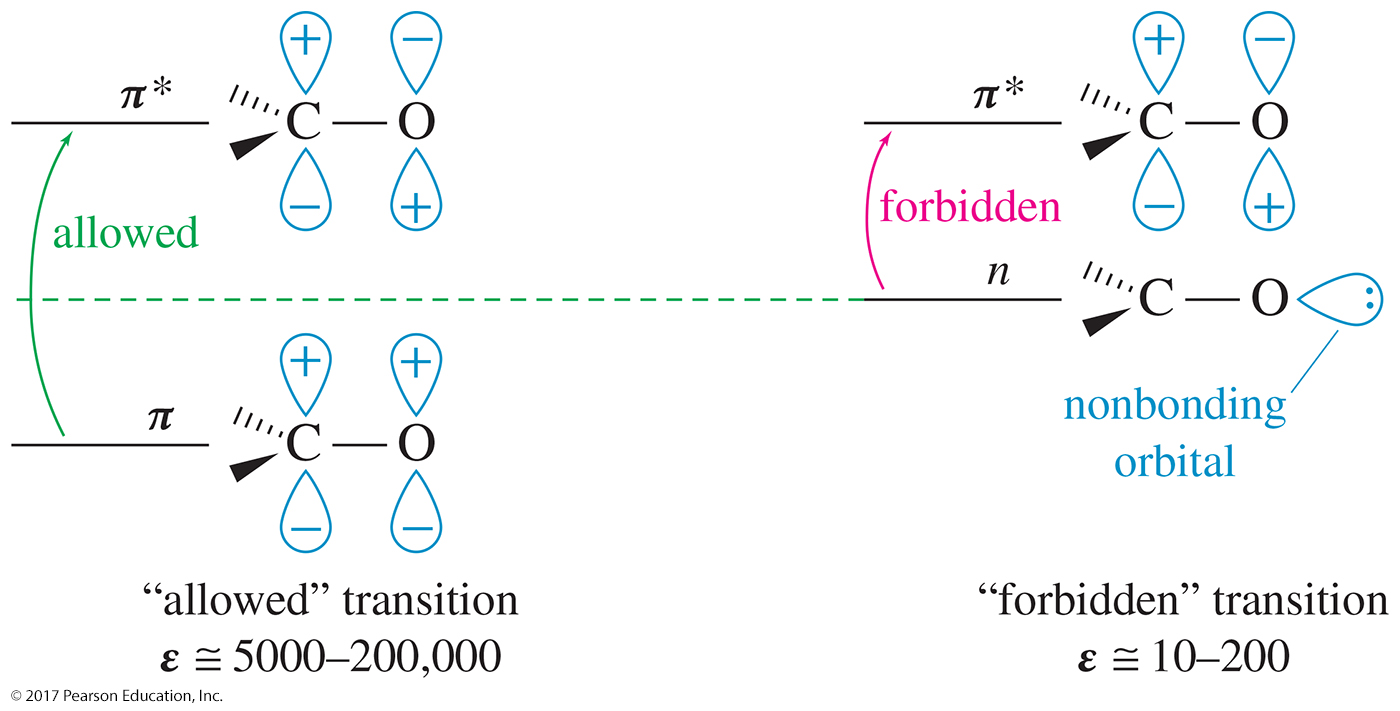 + − + −
π* C O π* C O
− + − +
allowed forbidden
n C O :
+ +
π C O
− −
nonbonding
orbital
“allowed” transition “forbidden” transition
ε ≅ 5000–200,000 ε ≅ 10–200
© 2017 Pearson Education, Inc.